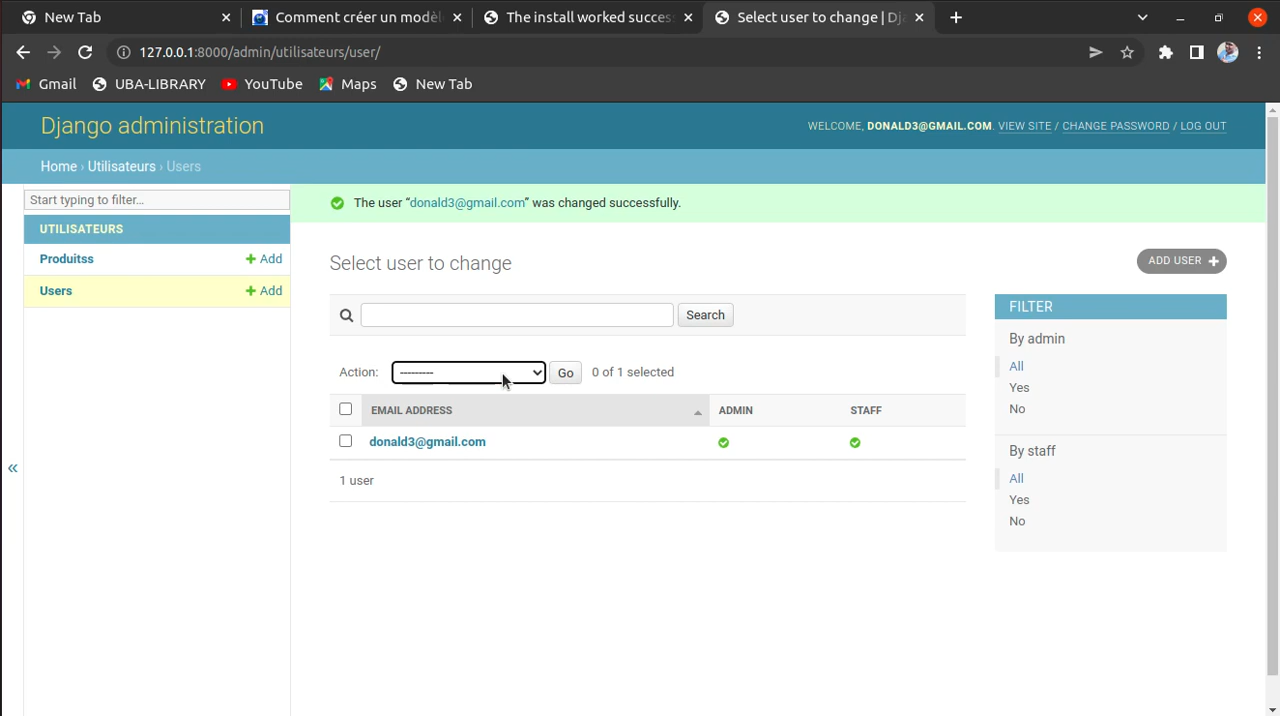 New Tab
Comment créer un modèl
The install worked succes
Select user to change | Dj
127.0.0.1:8000/admin/utilisateurs/user/
Gmail
UBA-LIBRARY
YouTube
Maps
New Tab
Django administration
WELCOME, DONALD3@GMAIL.COM. VIEW SITE / CHANGE PASSWORD / LOG OUT
Home › Utilisateurs › Users
Start typing to filter...
UTILISATEURS
Produitss
+ Add
Users
+ Add
The user “donald3@gmail.com” was changed successfully.
Select user to change
ADD USER +
Search
Action:
---------
Go
0 of 1 selected
EMAIL ADDRESS
ADMIN
STAFF
donald3@gmail.com
1 user
FILTER
By admin
All
Yes
No
By staff
All
Yes
No